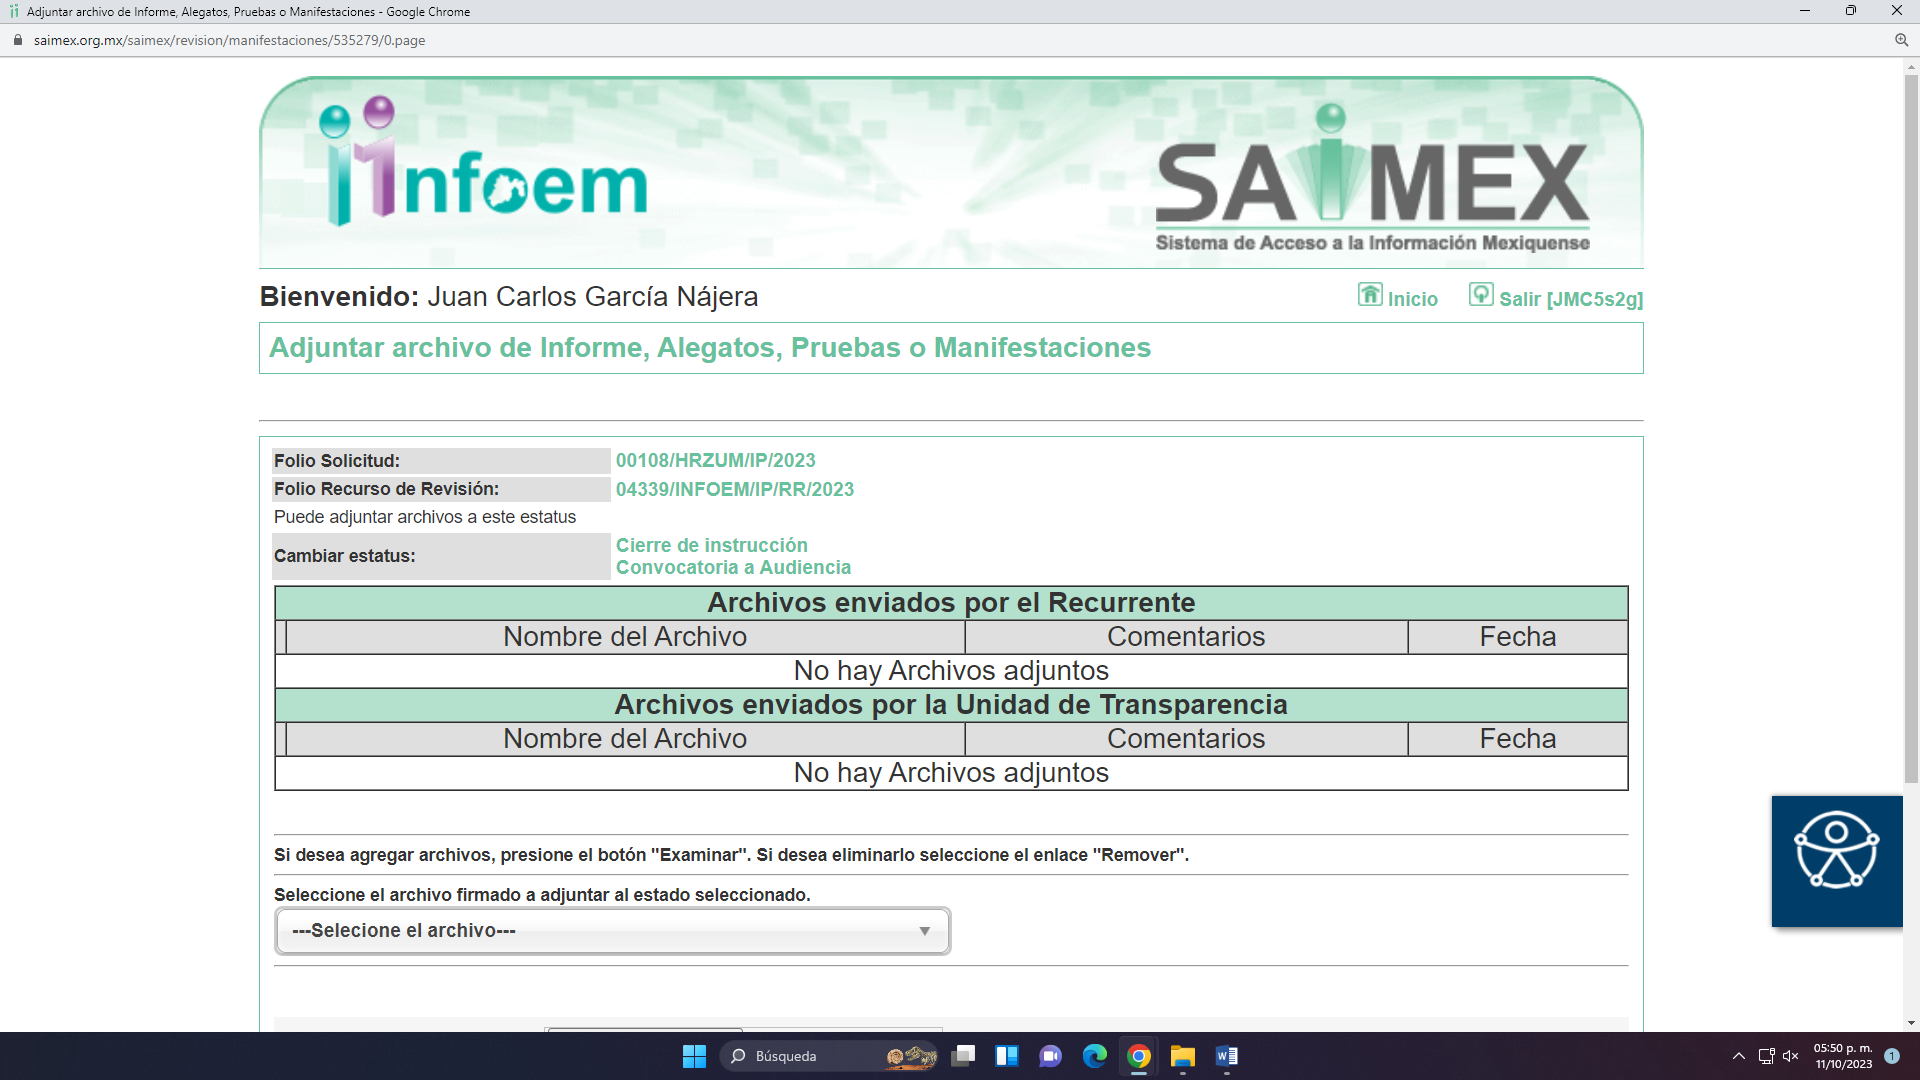 Adjuntar archivo de Informe, Alegatos, Pruebas o Manifestaciones - Google Chrome
saimex.org.mx/saimex/revision/manifestaciones/535279/0.page
infoem
SAIMEX
Sistema de Acceso a la Información Mexiquense
Bienvenido: Juan Carlos García Nájera
Inicio
Salir [JMC5s2g]
Adjuntar archivo de Informe, Alegatos, Pruebas o Manifestaciones
Folio Solicitud: 00108/HRZUM/IP/2023
Folio Recurso de Revisión: 04339/INFOEM/IP/RR/2023
Puede adjuntar archivos a este estatus
Cambiar estatus: Cierre de instrucción
Convocatoria a Audiencia
Archivos enviados por el Recurrente
Nombre del Archivo Comentarios Fecha
No hay Archivos adjuntos
Archivos enviados por la Unidad de Transparencia
Nombre del Archivo Comentarios Fecha
No hay Archivos adjuntos
Si desea agregar archivos, presione el botón "Examinar". Si desea eliminarlo seleccione el enlace "Remover".
Seleccione el archivo firmado a adjuntar al estado seleccionado.
---Selecione el archivo---
Búsqueda
05:50 p. m.
11/10/2023
1